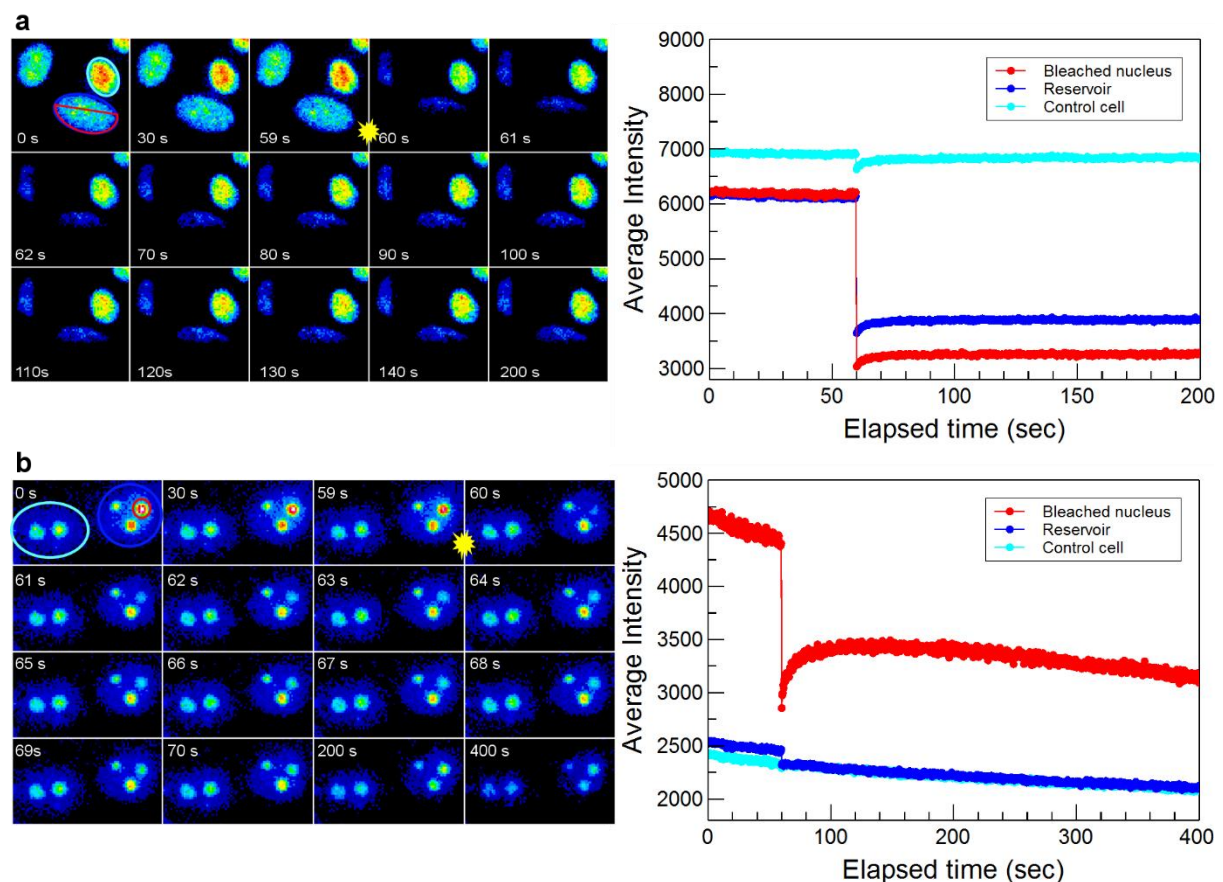 a
0 s 30 s 59 s 60 s 61 s
62 s 70 s 80 s 90 s 100 s
110s 120s 130 s 140 s 200 s
9000
8000
7000
6000
5000
4000
3000
Average Intensity
Bleached nucleus
Reservoir
Control cell
0 50 100 150 200
Elapsed time (sec)
b
0 s 30 s 59 s 60 s
61 s 62 s 63 s 64 s
65 s 66 s 67 s 68 s
69s 70 s 200 s 400 s
5000
4500
4000
3500
3000
2500
2000
Average Intensity
Bleached nucleus
Reservoir
Control cell
0 100 200 300 400
Elapsed time (sec)